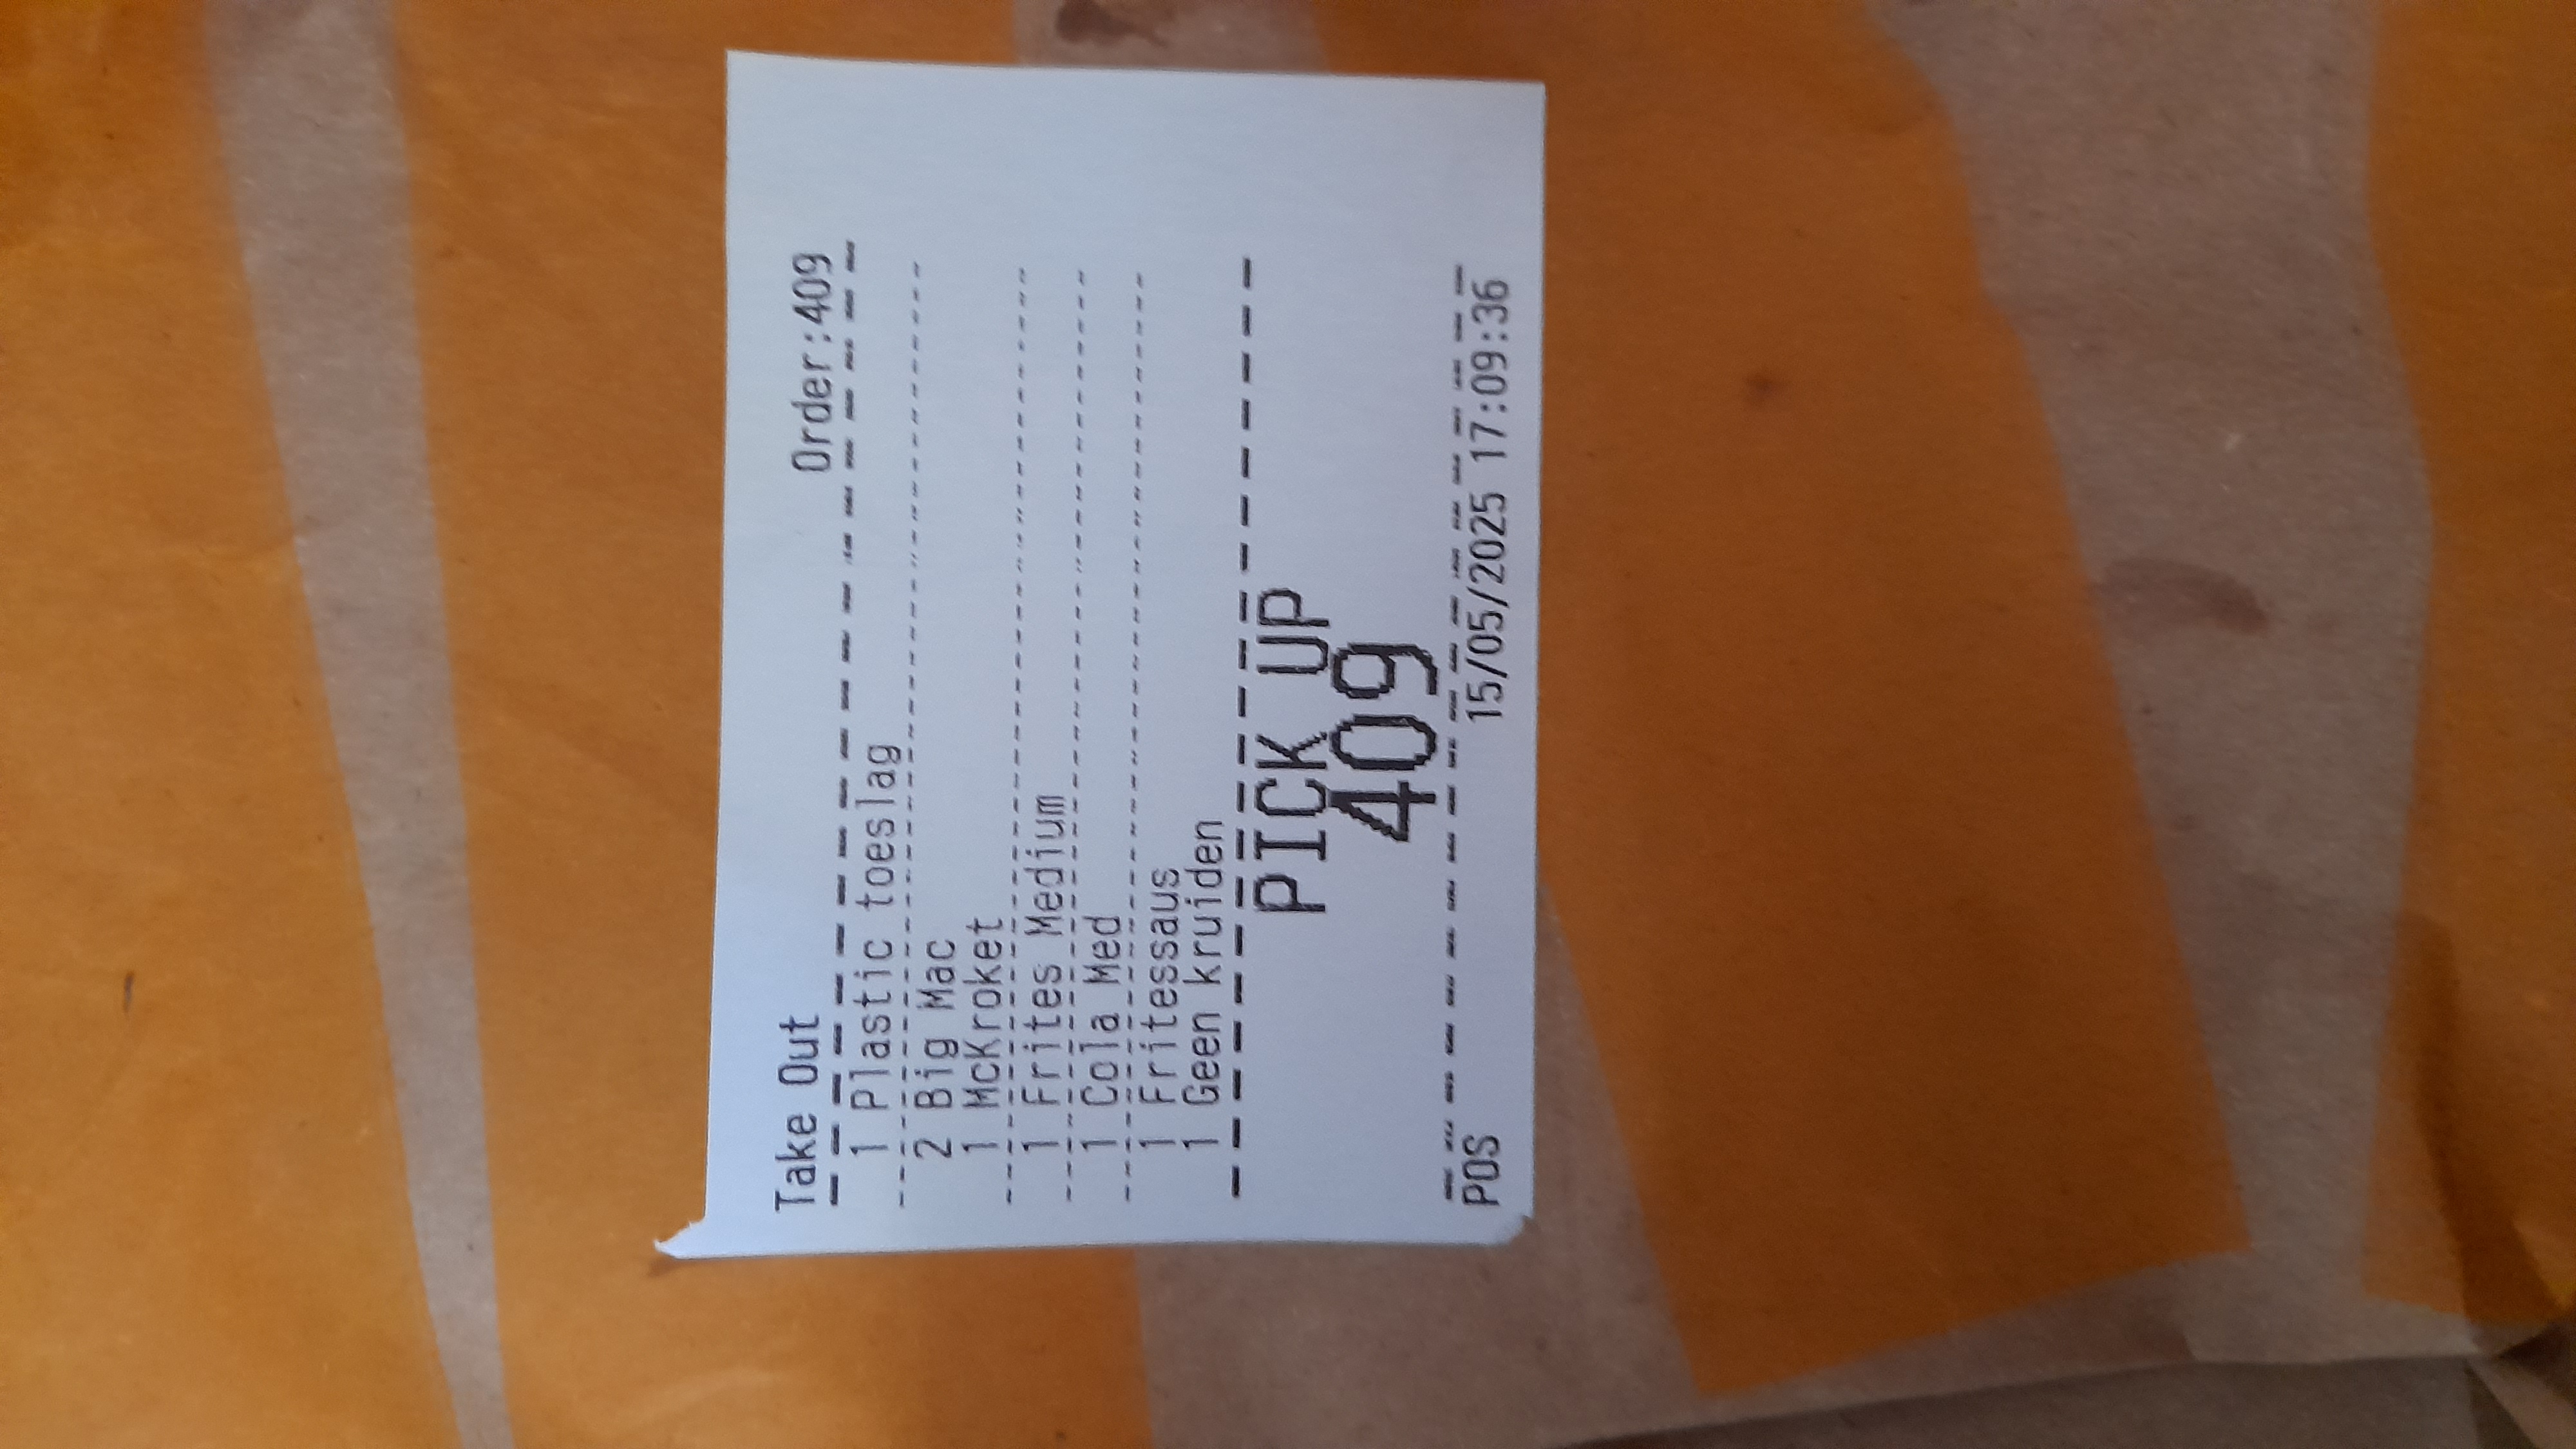 Take Out Order:409
1 Plastic toeslag
2 Big Mac
1 McKroket
1 Frites Medium
1 Cola Med
1 Fritessaus
1 Geen kruiden
PICK UP
409
POS 15/05/2025 17:09:36